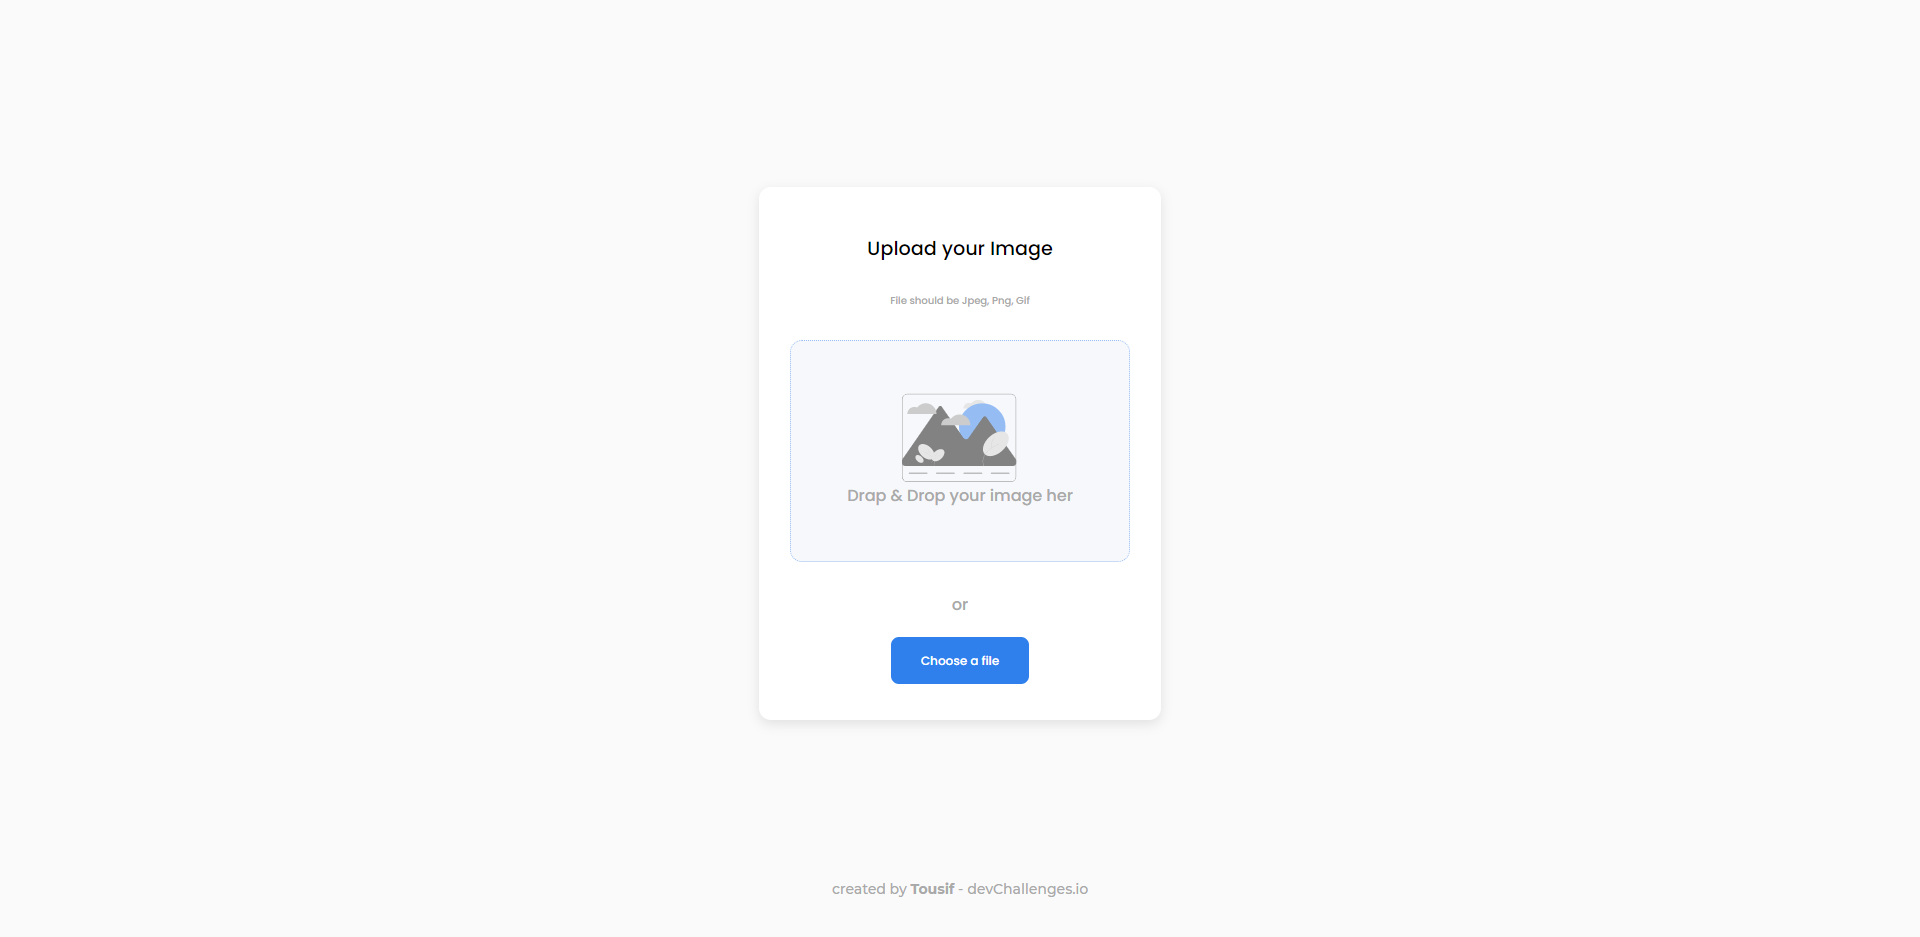 Upload your Image
File should be Jpeg, Png, Gif
Drap & Drop your image her
or
Choose a file
created by Tousif - devChallenges.io